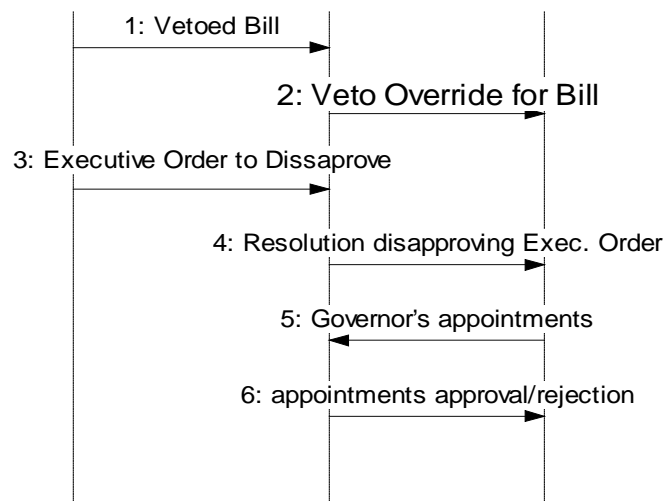 1: Vetoed Bill
2: Veto Override for Bill
3: Executive Order to Dissaprove
4: Resolution disapproving Exec. Order
5: Governor's appointments
6: appointments approval/rejection